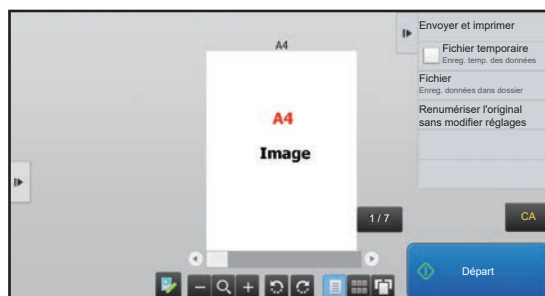 A4
A4
Image
1 / 7
Envoyer et imprimer
Fichier temporaire
Enreg. temp. des données
Fichier
Enreg. données dans dossier
Renumériser l'original
sans modifier réglages
CA
Départ